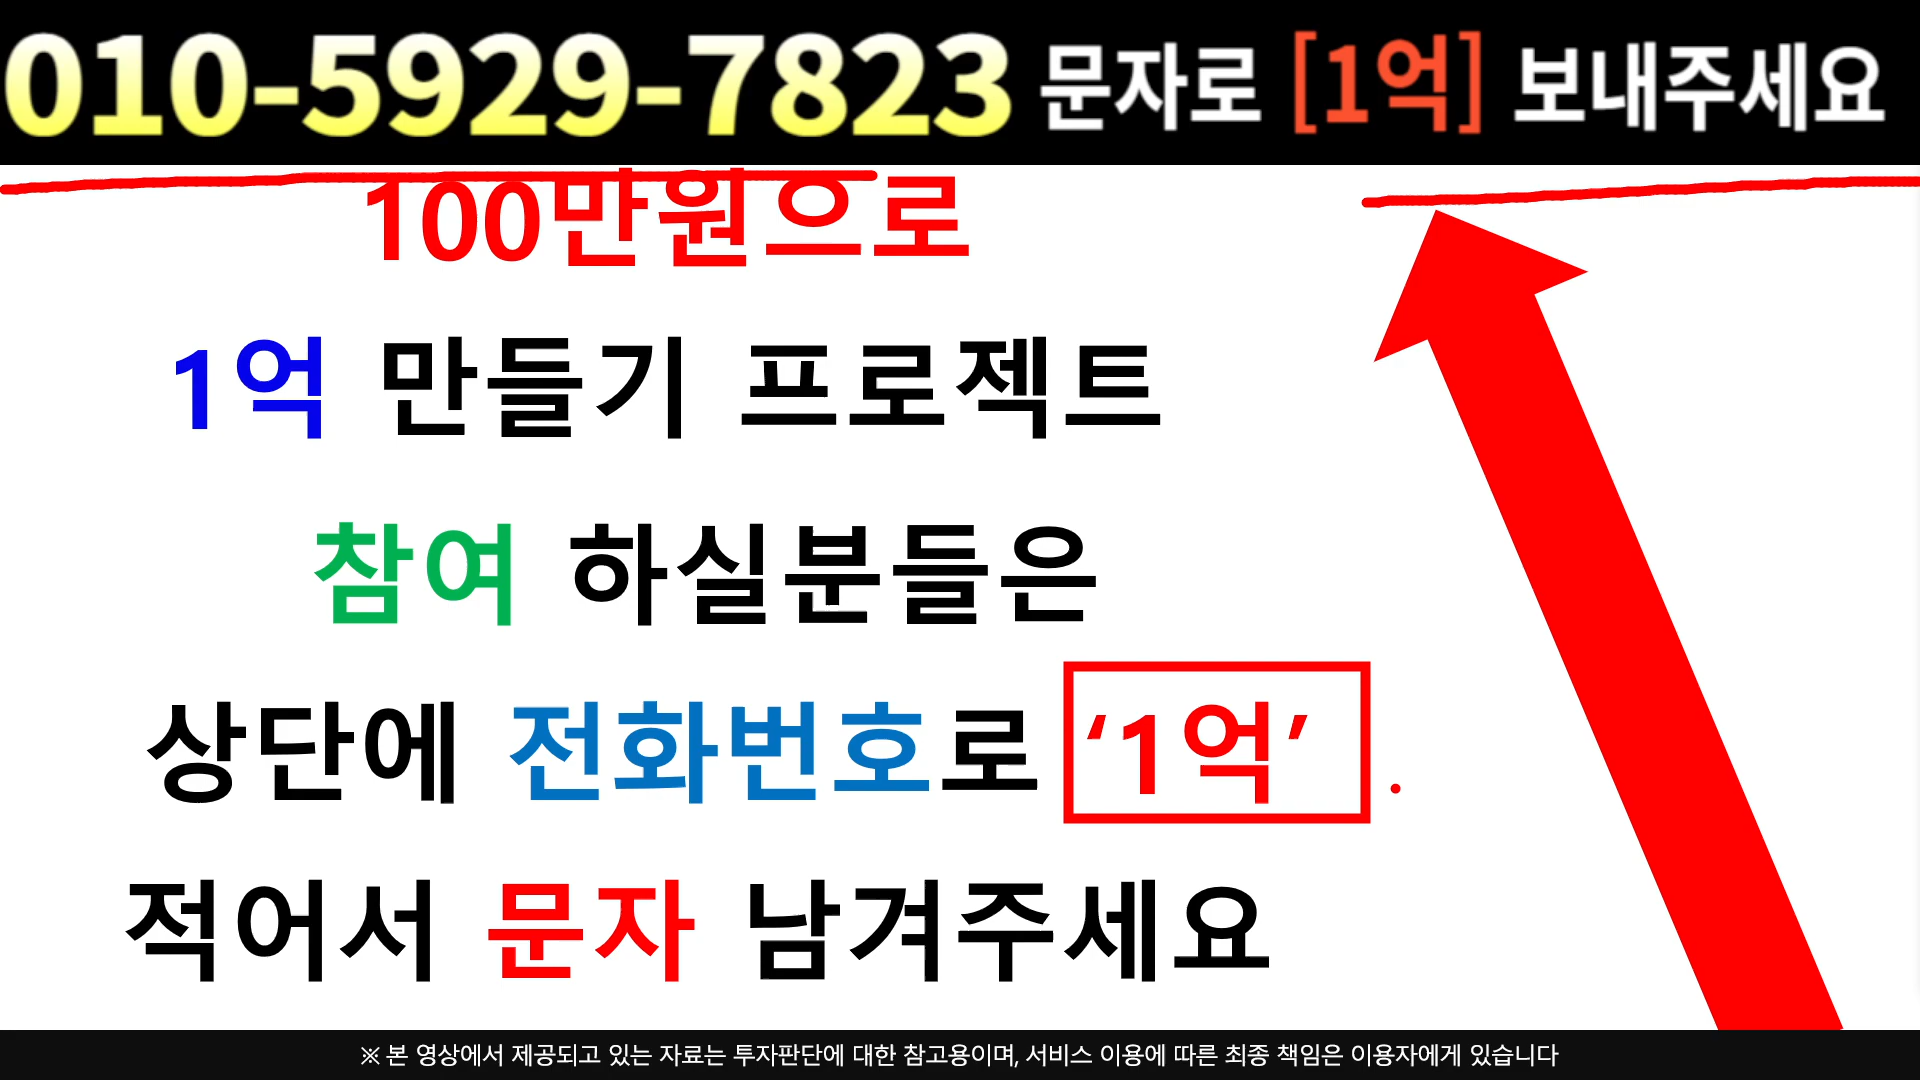 010-5929-7823 문자로 [1억] 보내주세요
100만원으로
1억 만들기 프로젝트
참여 하실분들은
상단에 전화번호로 ‘1억’ .
적어서 문자 남겨주세요
※ 본 영상에서 제공되고 있는 자료는 투자판단에 대한 참고용이며, 서비스 이용에 따른 최종 책임은 이용자에게 있습니다